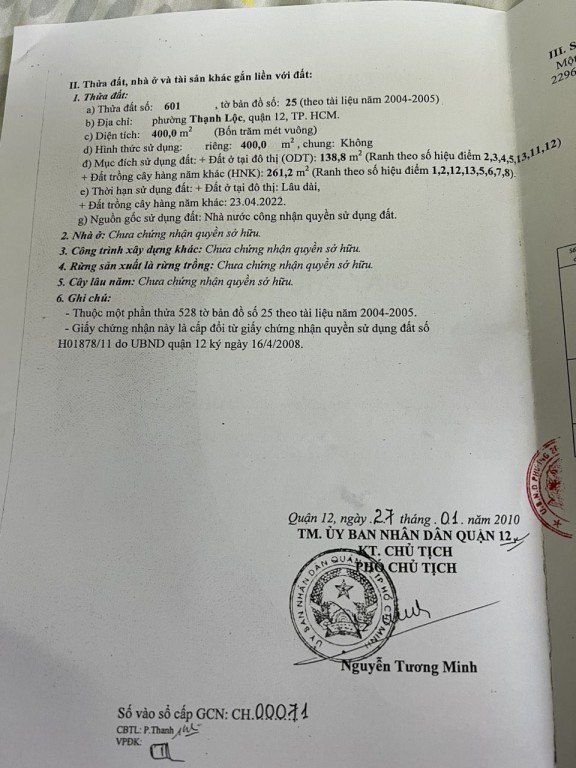 II. Thửa đất, nhà ở và tài sản khác gắn liền với đất:
1. Thửa đất:
a) Thửa đất số: 601 , tờ bản đồ số: 25 (theo tài liệu năm 2004-2005)
b) Địa chỉ: phường Thạnh Lộc, quận 12, TP. HCM.
c) Diện tích: 400,0 m² (Bốn trăm mét vuông)
d) Hình thức sử dụng: riêng: 400,0 m², chung: Không
đ) Mục đích sử dụng đất: + Đất ở tại đô thị (ODT): 138,8 m² (Ranh theo số hiệu điểm 2,3,4,5,13,11,12)
+ Đất trồng cây hàng năm khác (HNK): 261,2 m² (Ranh theo số hiệu điểm 1,2,12,13,5,6,7,8).
e) Thời hạn sử dụng đất: + Đất ở tại đô thị: Lâu dài,
+ Đất trồng cây hàng năm khác: 23.04.2022.
g) Nguồn gốc sử dụng đất: Nhà nước công nhận quyền sử dụng đất.
2. Nhà ở: Chưa chứng nhận quyền sở hữu.
3. Công trình xây dựng khác: Chưa chứng nhận quyền sở hữu.
4. Rừng sản xuất là rừng trồng: Chưa chứng nhận quyền sở hữu.
5. Cây lâu năm: Chưa chứng nhận quyền sở hữu.
6. Ghi chú:
- Thuộc một phần thửa 528 tờ bản đồ số 25 theo tài liệu năm 2004-2005.
- Giấy chứng nhận này là cấp đổi từ giấy chứng nhận quyền sử dụng đất số
H01878/11 do UBND quận 12 ký ngày 16/4/2008.
Quận 12, ngày 27 tháng 01 năm 2010
TM. ỦY BAN NHÂN DÂN QUẬN 12
KT. CHỦ TỊCH
PHÓ CHỦ TỊCH
ỦY BAN NHÂN DÂN QUẬN TP HỒ CHÍ MINH
Nguyễn Tương Minh
Số vào sổ cấp GCN: CH.00071
CBTL: P.Thanh
VPĐK:
III. S
Một
2296
U.B.N.D PHƯỜNG